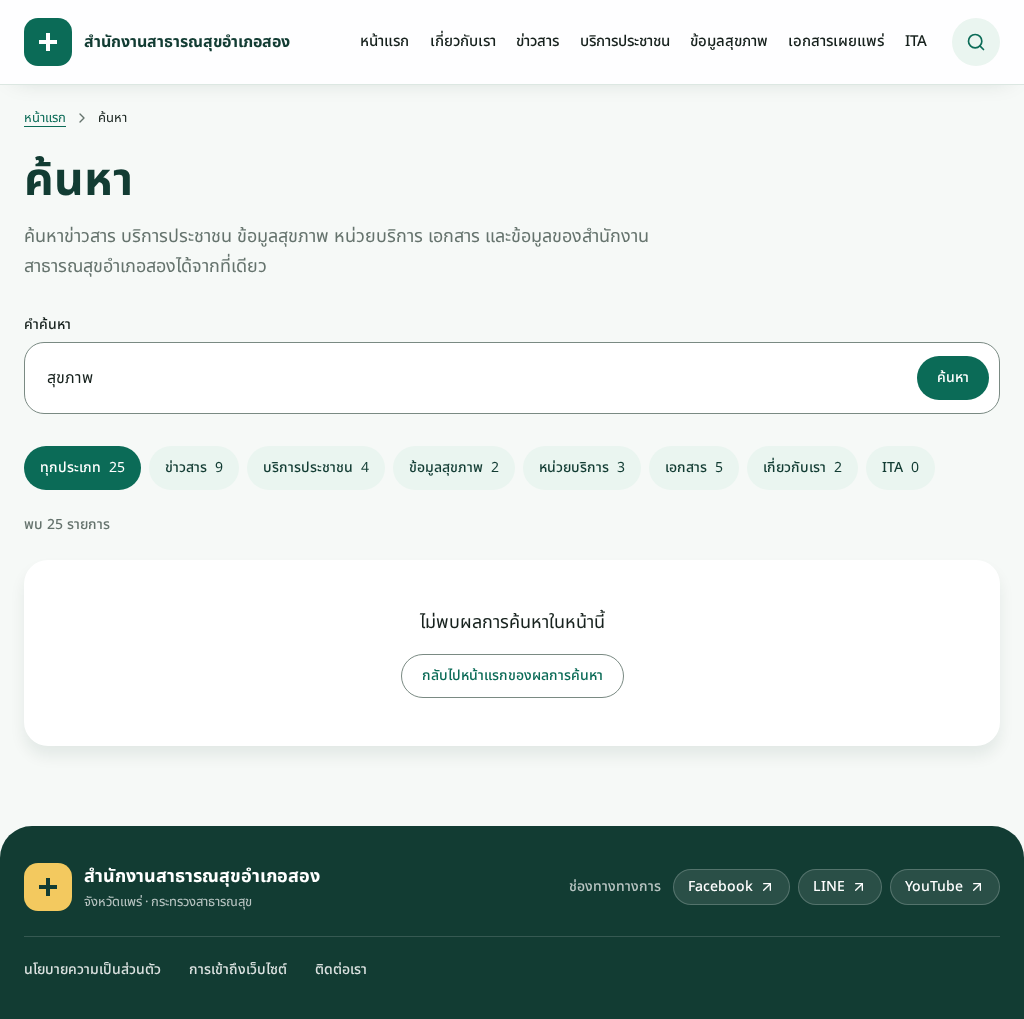 สำนักงานสาธารณสุขอำเภอสอง
หน้าแรก เกี่ยวกับเรา ข่าวสาร บริการประชาชน ข้อมูลสุขภาพ เอกสารเผยแพร่ ITA
หน้าแรก ค้นหา
ค้นหา
ค้นหาข่าวสาร บริการประชาชน ข้อมูลสุขภาพ หน่วยบริการ เอกสาร และข้อมูลของสำนักงาน
สาธารณสุขอำเภอสองได้จากที่เดียว
คำค้นหา
สุขภาพ ค้นหา
ทุกประเภท 25 ข่าวสาร 9 บริการประชาชน 4 ข้อมูลสุขภาพ 2 หน่วยบริการ 3 เอกสาร 5 เกี่ยวกับเรา 2 ITA 0
พบ 25 รายการ
ไม่พบผลการค้นหาในหน้านี้
กลับไปหน้าแรกของผลการค้นหา
สำนักงานสาธารณสุขอำเภอสอง
จังหวัดแพร่ · กระทรวงสาธารณสุข
ช่องทางทางการ Facebook LINE YouTube
นโยบายความเป็นส่วนตัว การเข้าถึงเว็บไซต์ ติดต่อเรา